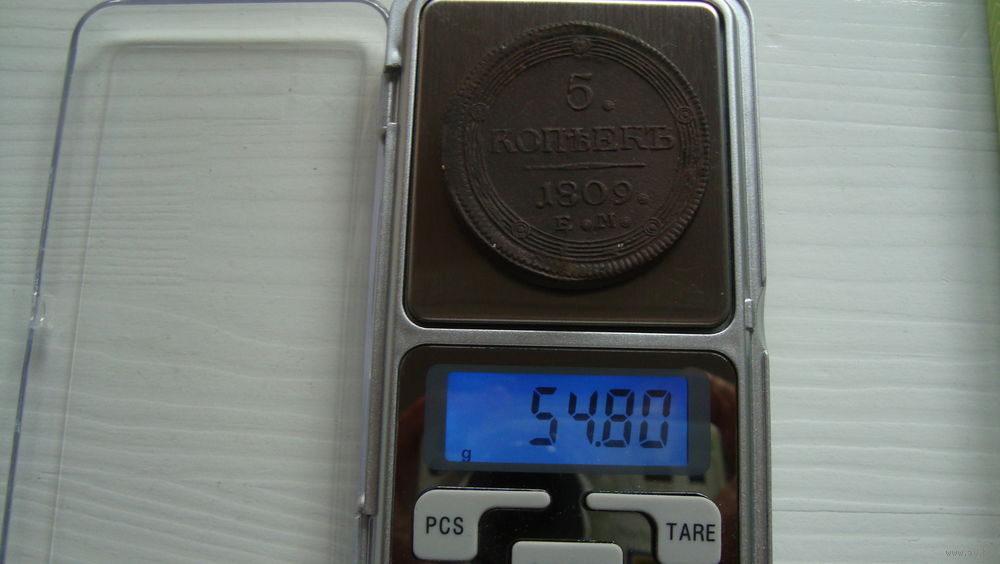 5.
КОПѢЕКЪ
1809.
Е.М.
54.80
g
PCS
TARE